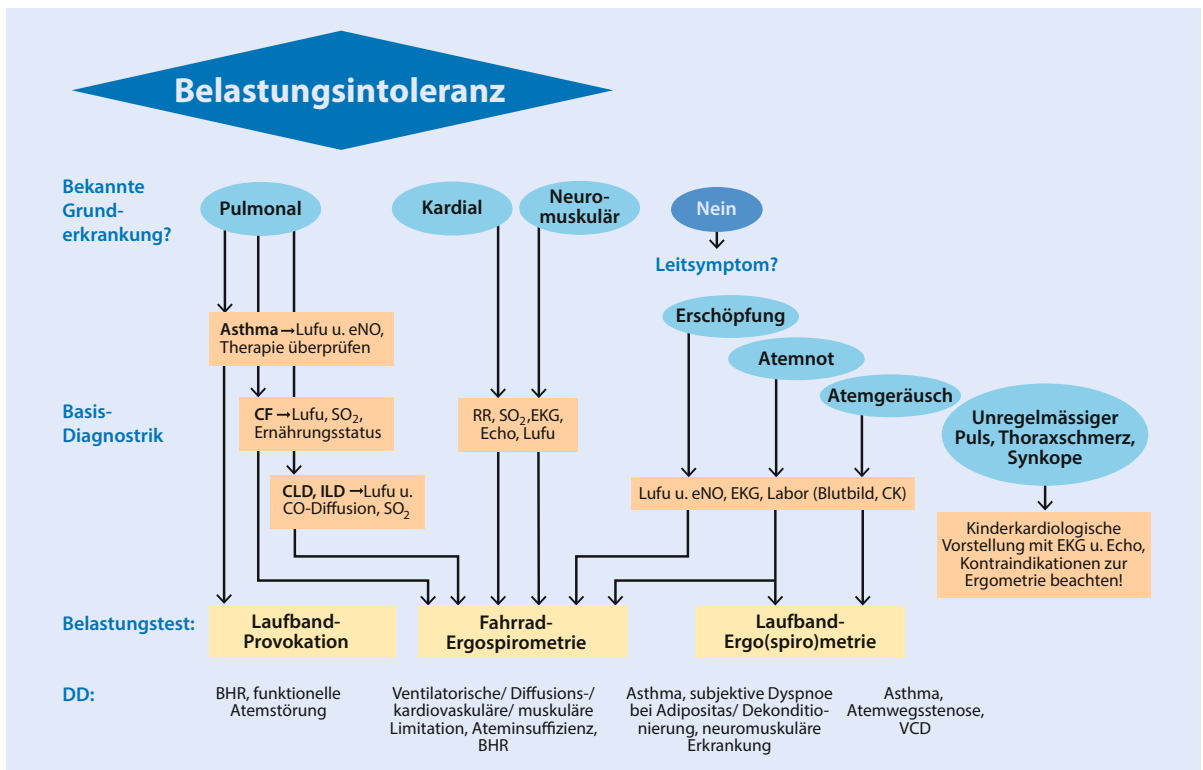 Belastungsintoleranz
Bekannte
Grund-
erkrankung?
Pulmonal
Kardial
Neuro-
muskulär
Nein
Leitsymptom?
Erschöpfung
Atemnot
Atemgeräusch
Unregelmässiger
Puls, Thoraxschmerz,
Synkope
Basis-
Diagnostrik
Asthma →Lufu u. eNO,
Therapie überprüfen
CF →Lufu, SO₂,
Ernährungsstatus
CLD, ILD →Lufu u.
CO-Diffusion, SO₂
RR, SO₂,EKG,
Echo, Lufu
Lufu u. eNO, EKG, Labor (Blutbild, CK)
Kinderkardiologische
Vorstellung mit EKG u. Echo,
Kontraindikationen zur
Ergometrie beachten!
Belastungstest:
Laufband-
Provokation
Fahrrad-
Ergospirometrie
Laufband-
Ergo(spiro)metrie
DD:
BHR, funktionelle
Atemstörung
Ventilatorische/ Diffusions-/
kardiovaskuläre/ muskuläre
Limitation, Ateminsuffizienz,
BHR
Asthma, subjektive Dyspnoe
bei Adipositas/ Dekonditio-
nierung, neuromuskuläre
Erkrankung
Asthma,
Atemwegsstenose,
VCD